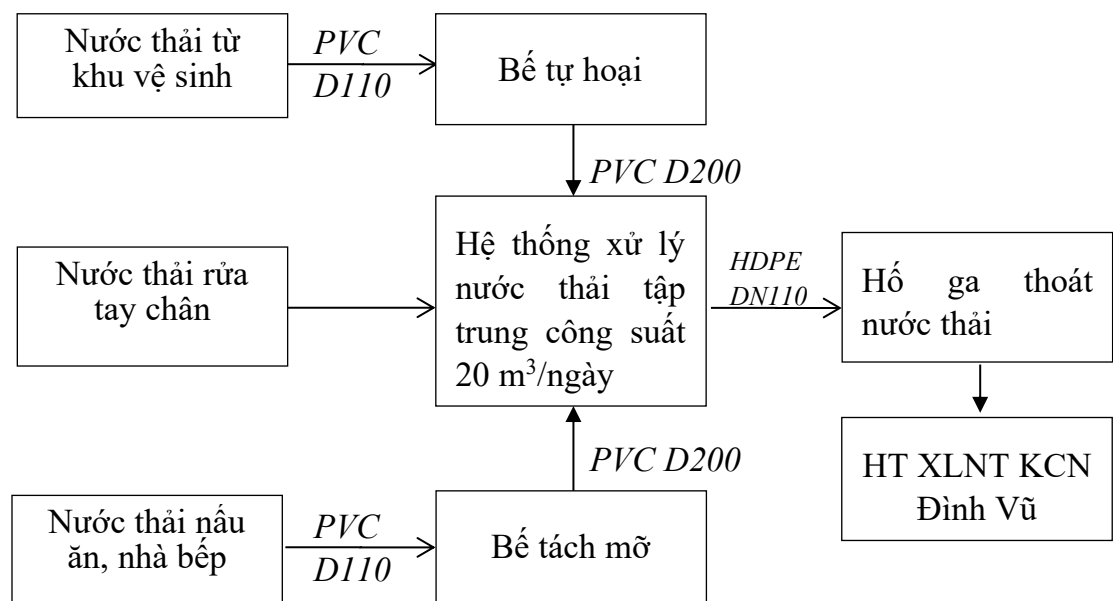 Nước thải từ
khu vệ sinh
PVC
D110
Bế tự hoại
PVC D200
Nước thải rửa
tay chân
Hệ thống xử lý
nước thải tập
trung công suất
20 m³/ngày
HDPE
DN110
Hố ga thoát
nước thải
PVC D200
HT XLNT KCN
Đình Vũ
Nước thải nấu
ăn, nhà bếp
PVC
D110
Bế tách mỡ